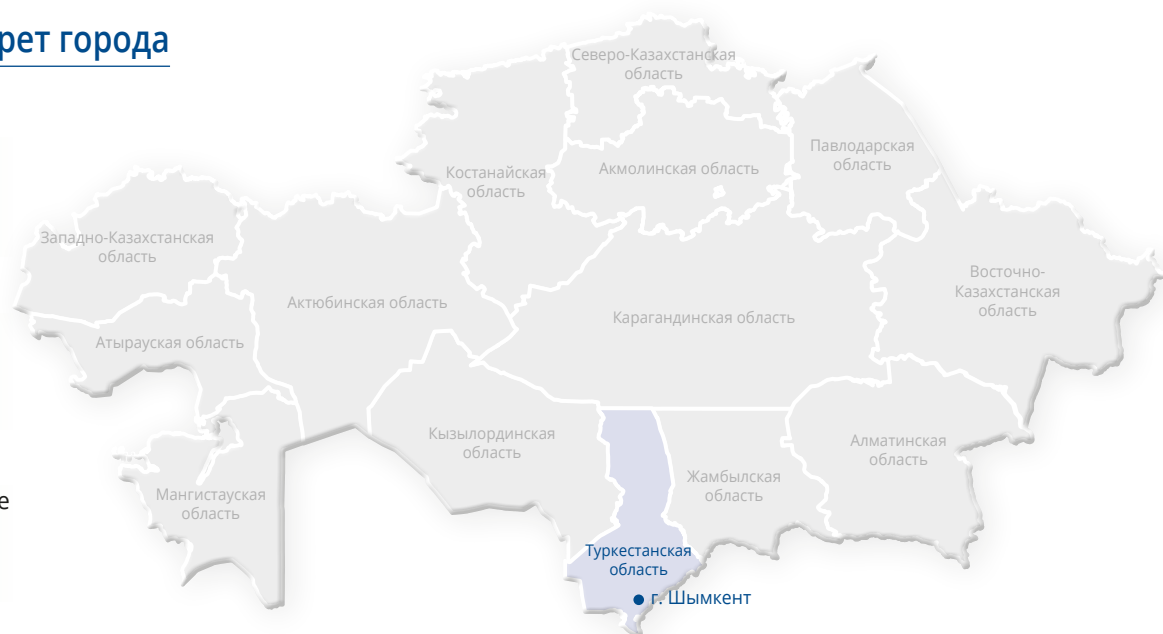 рет города
Северо-Казахстанская
область
Павлодарская
область
Костанайская
область
Акмолинская область
Западно-Казахстанская
область
Восточно-
Казахстанская
область
Актюбинская область
Карагандинская область
Атырауская область
Кызылординская
область
Алматинская
область
Жамбылская
область
Мангистауская
область
е
Туркестанская
область
г. Шымкент